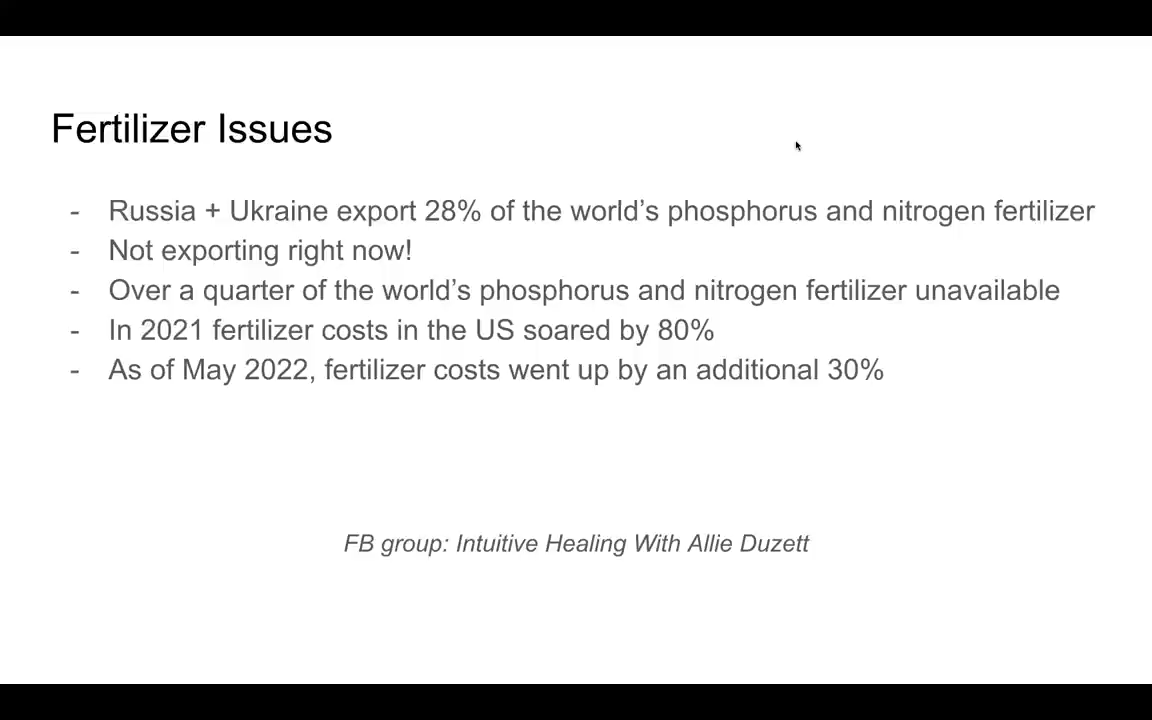 Fertilizer Issues
- Russia + Ukraine export 28% of the world’s phosphorus and nitrogen fertilizer
- Not exporting right now!
- Over a quarter of the world’s phosphorus and nitrogen fertilizer unavailable
- In 2021 fertilizer costs in the US soared by 80%
- As of May 2022, fertilizer costs went up by an additional 30%
FB group: Intuitive Healing With Allie Duzett